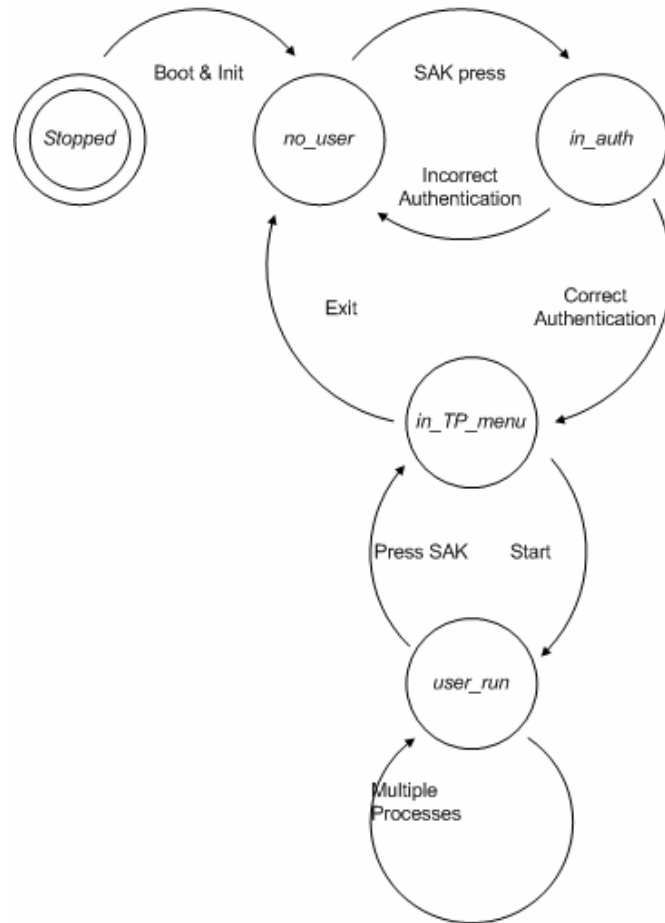 Boot & Init
SAK press
Stopped
no_user
in_auth
Incorrect
Authentication
Exit
Correct
Authentication
in_TP_menu
Press SAK
Start
user_run
Multiple
Processes